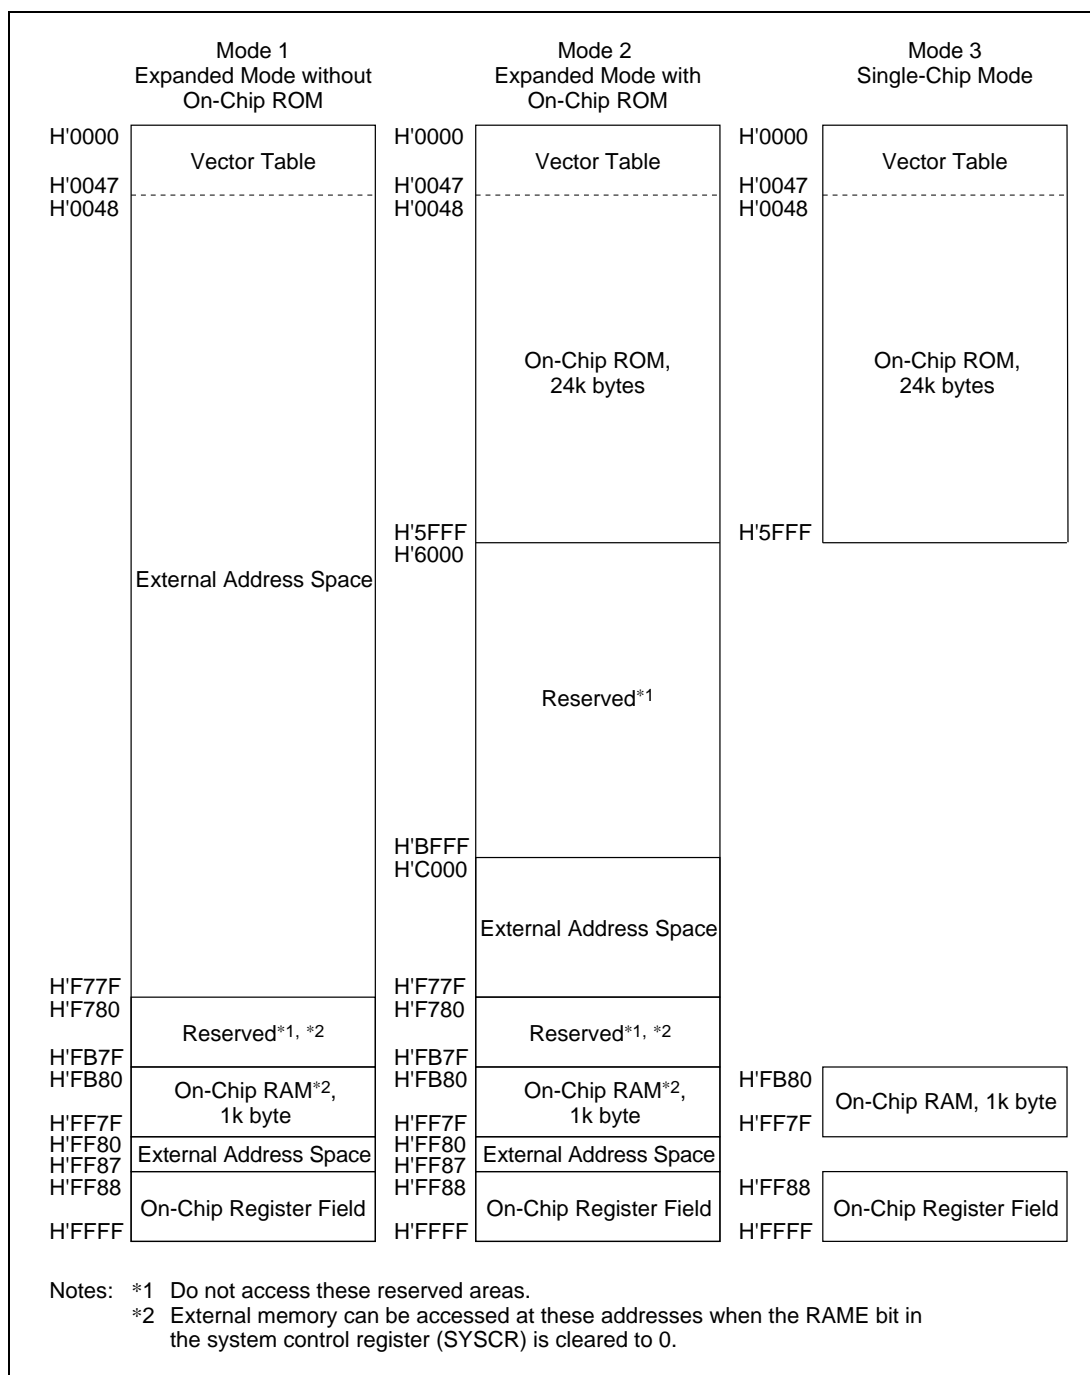 Mode 1
Expanded Mode without
On-Chip ROM
H'0000
Vector Table
H'0047
H'0048
External Address Space
H'F77F
H'F780
Reserved*1, *2
H'FB7F
H'FB80
On-Chip RAM*2,
1k byte
H'FF7F
H'FF80
External Address Space
H'FF87
H'FF88
On-Chip Register Field
H'FFFF
Mode 2
Expanded Mode with
On-Chip ROM
H'0000
Vector Table
H'0047
H'0048
On-Chip ROM,
24k bytes
H'5FFF
H'6000
Reserved*1
H'BFFF
H'C000
External Address Space
H'F77F
H'F780
Reserved*1, *2
H'FB7F
H'FB80
On-Chip RAM*2,
1k byte
H'FF7F
H'FF80
External Address Space
H'FF87
H'FF88
On-Chip Register Field
H'FFFF
Mode 3
Single-Chip Mode
H'0000
Vector Table
H'0047
H'0048
On-Chip ROM,
24k bytes
H'5FFF
H'FB80
On-Chip RAM, 1k byte
H'FF7F
H'FF88
On-Chip Register Field
H'FFFF
Notes: *1 Do not access these reserved areas.
*2 External memory can be accessed at these addresses when the RAME bit in
the system control register (SYSCR) is cleared to 0.